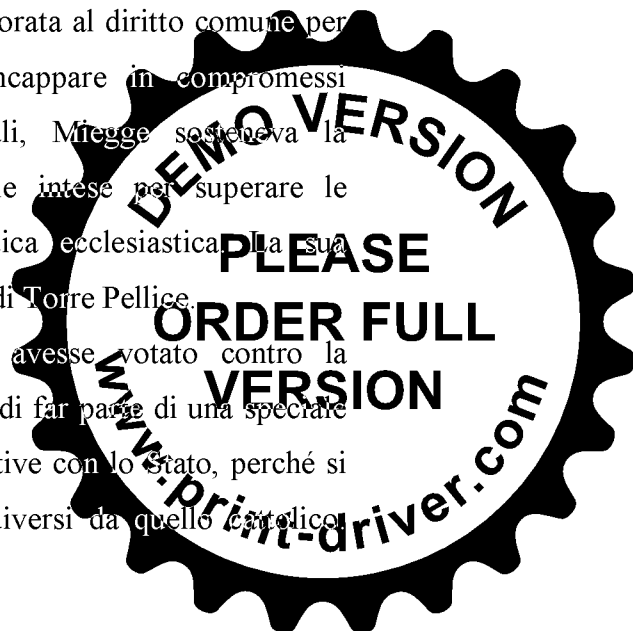 orata al diritto comune per
ncappare in compromessi
li, Miegge sosteneva la
e intese per superare le
tica ecclesiastica. La sua
di Torre Pellice.
avesse votato contro la
di far parte di una speciale
tive con lo Stato, perché si
iversi da quello cattolico.
DEMO VERSION
PLEASE
ORDER FULL
VERSION
www.print-driver.com